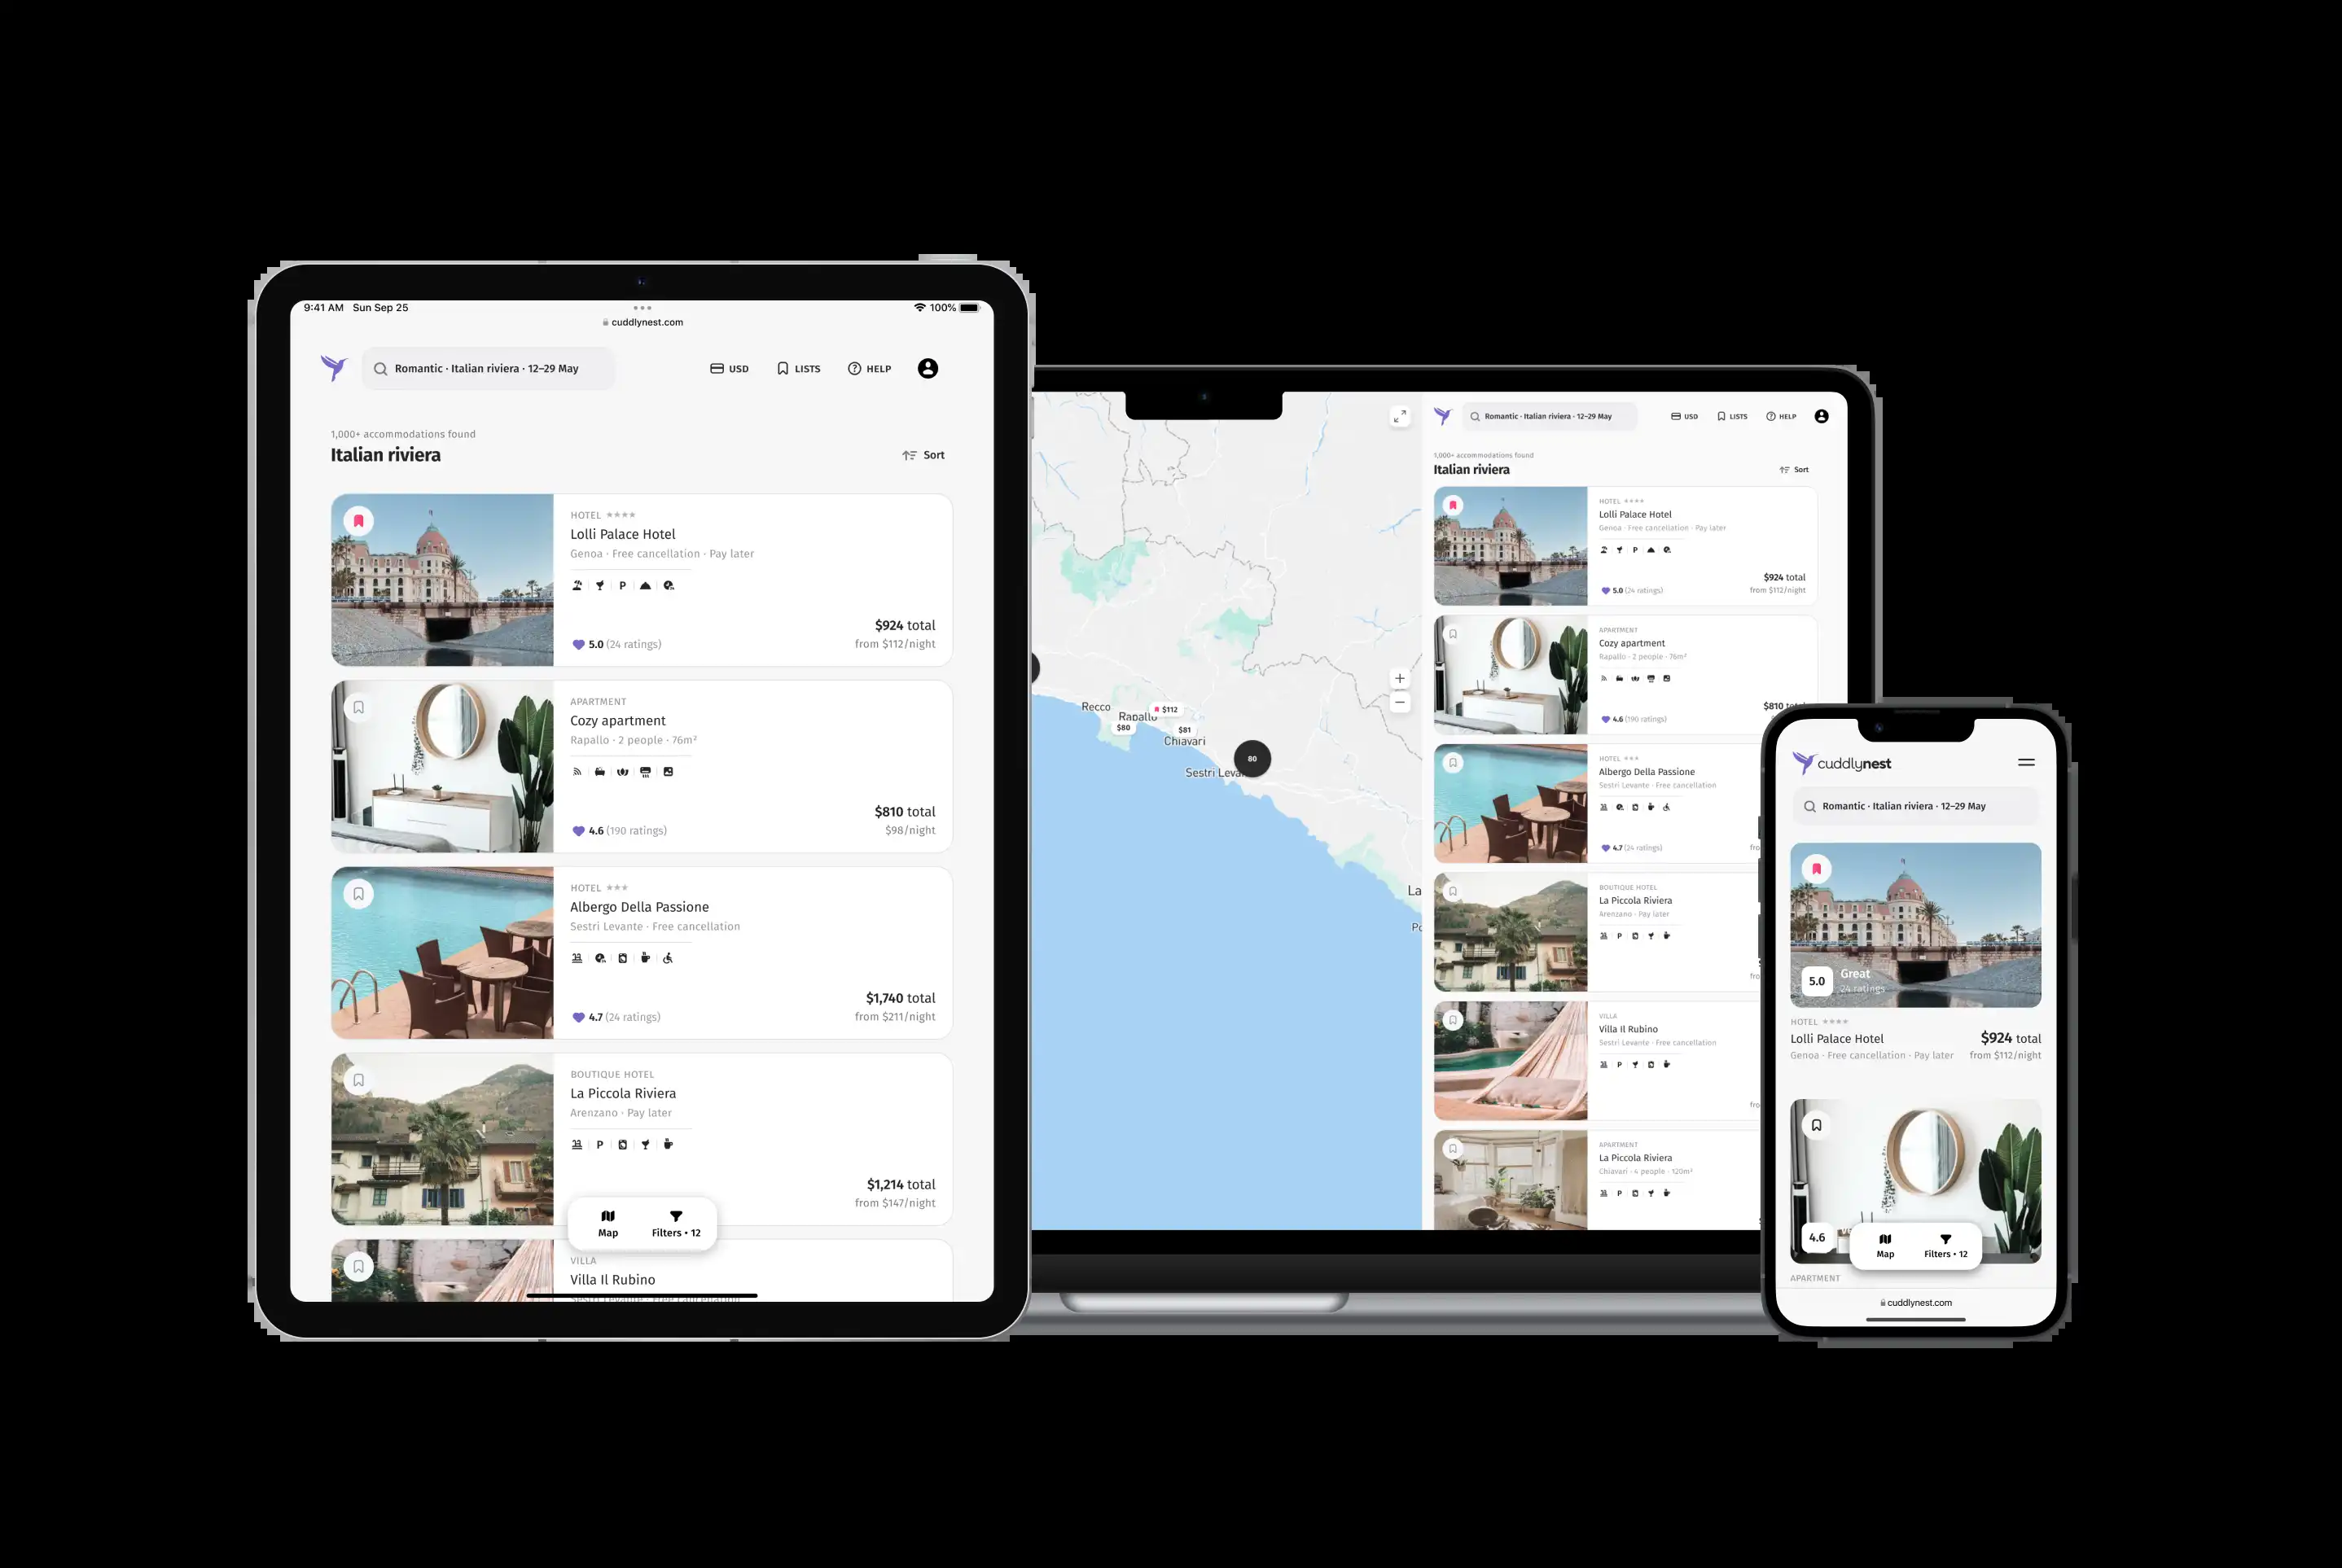 9:41 AM Sun Sep 25
100%
cuddlynest.com
Romantic · Italian riviera · 12–29 May
USD
LISTS
HELP
1,000+ accommodations found
Italian riviera
Sort
HOTEL ★★★★
Lolli Palace Hotel
Genoa · Free cancellation · Pay later
P
$924 total
5.0 (24 ratings)
from $112/night
APARTMENT
Cozy apartment
Rapallo · 2 people · 76m²
$810 total
4.6 (190 ratings)
$98/night
HOTEL ★★★
Albergo Della Passione
Sestri Levante · Free cancellation
$1,740 total
4.7 (24 ratings)
from $211/night
BOUTIQUE HOTEL
La Piccola Riviera
Arenzano · Pay later
P
$1,214 total
from $147/night
Map
Filters • 12
VILLA
Villa Il Rubino
Recco
Rapallo
$112
$80
$81
Chiavari
80
Sestri Leva
La
Romantic · Italian riviera · 12–29 May
USD
LISTS
HELP
1,000+ accommodations found
Italian riviera
Sort
HOTEL ★★★★
Lolli Palace Hotel
Genoa · Free cancellation · Pay later
P
$924 total
5.0 (24 ratings)
from $112/night
APARTMENT
Cozy apartment
Rapallo · 2 people · 76m²
$810
4.6 (190 ratings)
HOTEL ★★★
Albergo Della Passione
Sestri Levante · Free cancellation
4.7 (24 ratings)
BOUTIQUE HOTEL
La Piccola Riviera
Arenzano · Pay later
P
VILLA
Villa Il Rubino
Sestri Levante · Free cancellation
P
APARTMENT
La Piccola Riviera
Chiavari · 4 people · 120m²
P
cuddlynest
Romantic · Italian riviera · 12–29 May
5.0
Great
24 ratings
HOTEL ★★★★
Lolli Palace Hotel
$924 total
Genoa · Free cancellation · Pay later
from $112/night
4.6
Map
Filters • 12
APARTMENT
cuddlynest.com